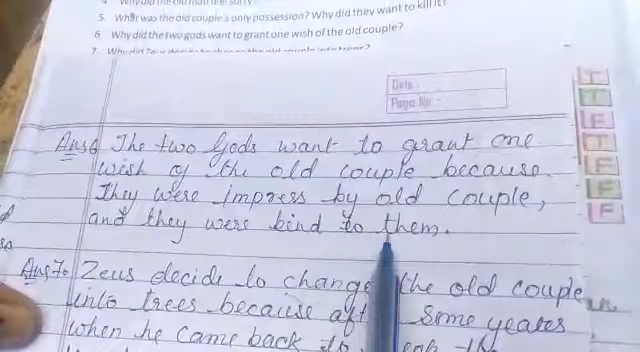 5. What was the old couple's only possession? Why did they want to kill it?
6. Why did the two gods want to grant one wish of the old couple?
Date :
Page No :-
T
T
F
T
F
F
F
Ans6 The two Gods want to grant one
wish of the old couple because
They were impress by old couple,
and they were bind to them.
Ans7. Zeus decide to change the old couple
into trees because some yeares
when he came back